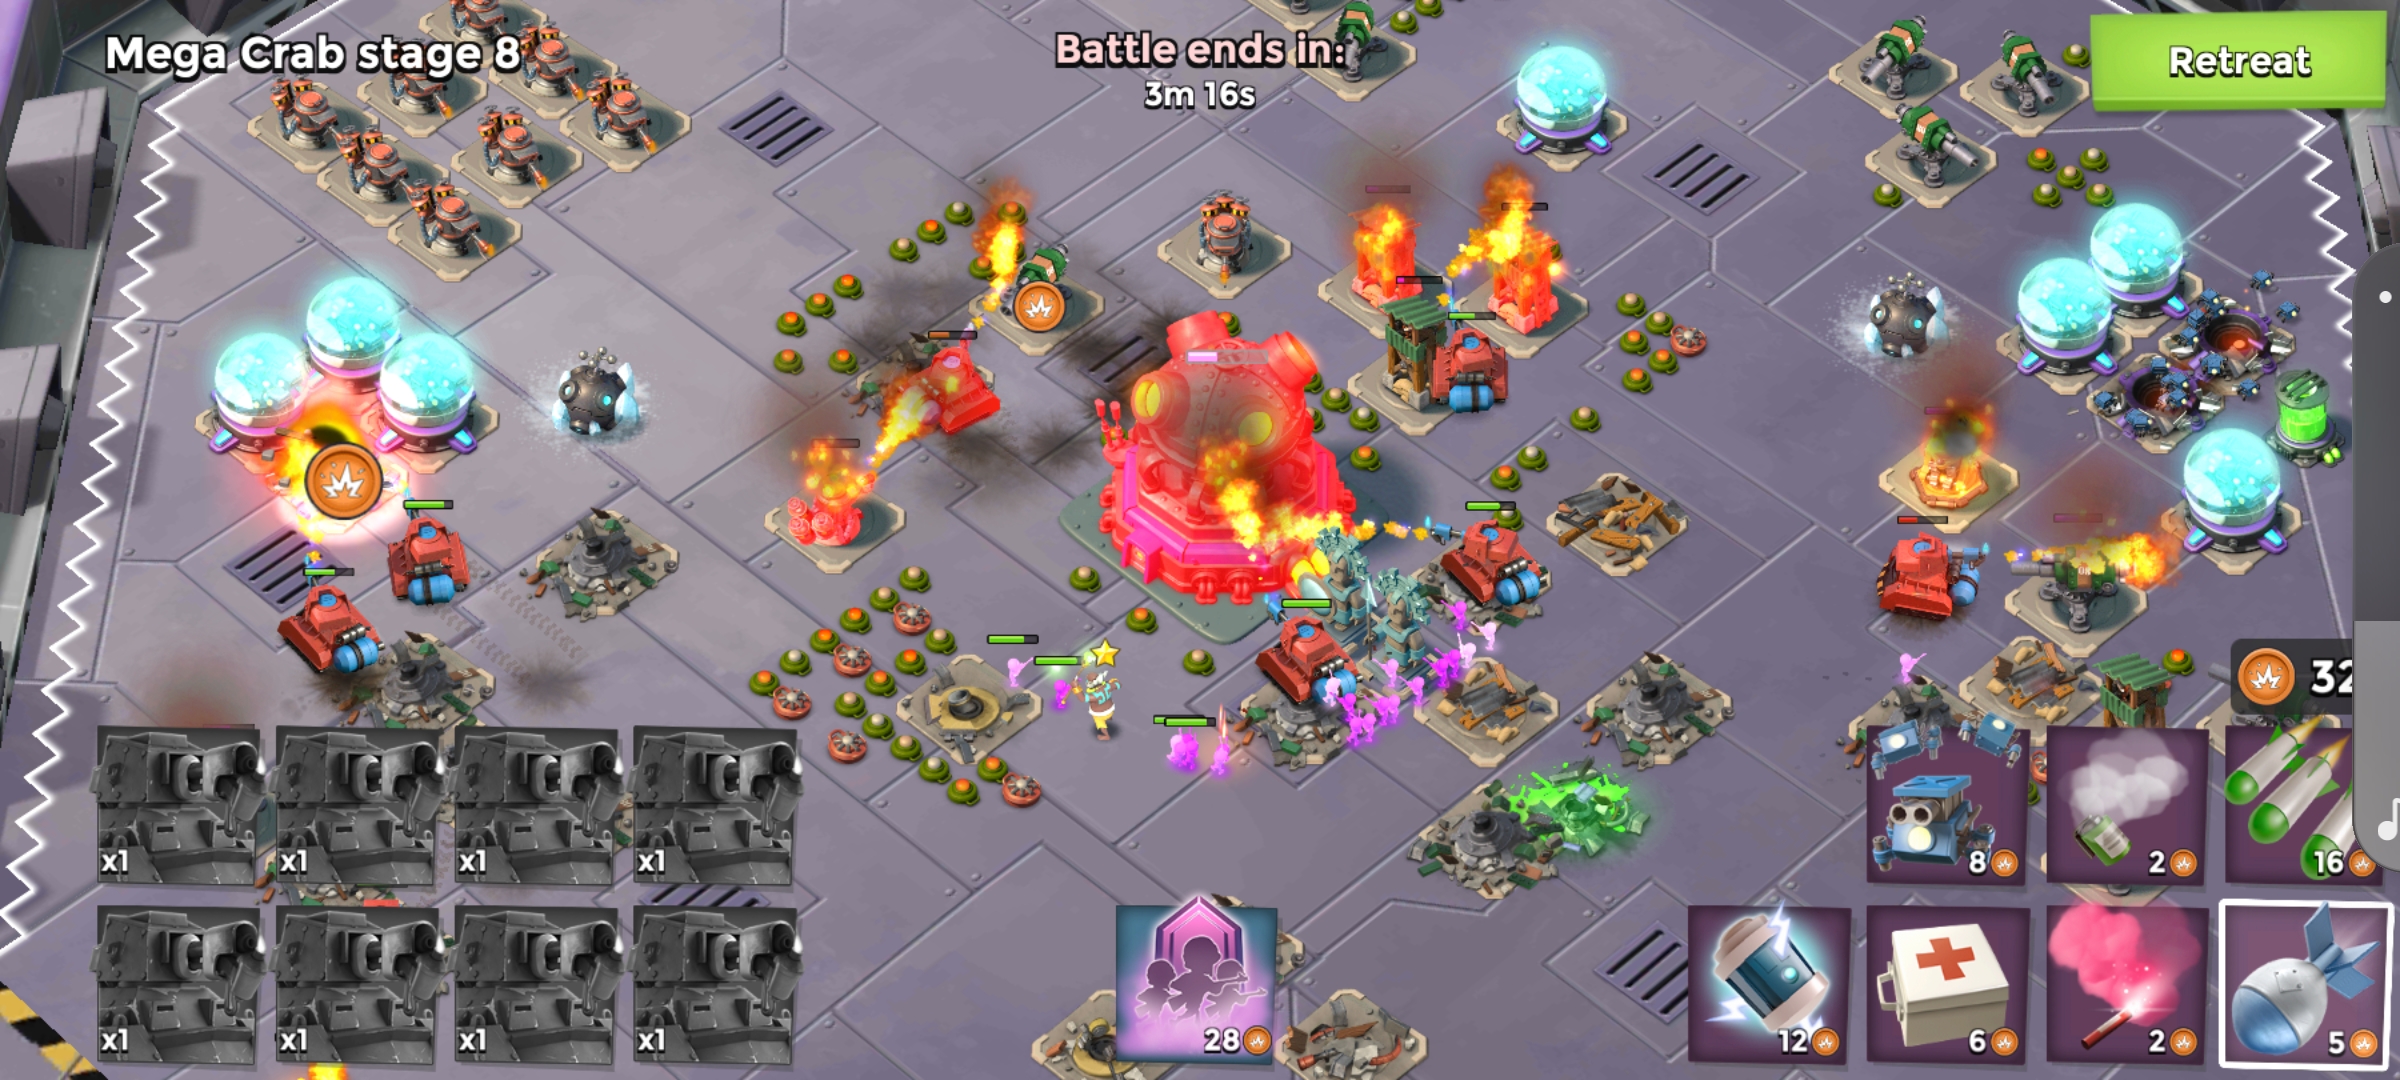 Mega Crab stage 8
Battle ends in:
3m 16s
Retreat
32
x1
x1
x1
x1
8
2
16
x1
x1
x1
x1
28
12
6
2
5